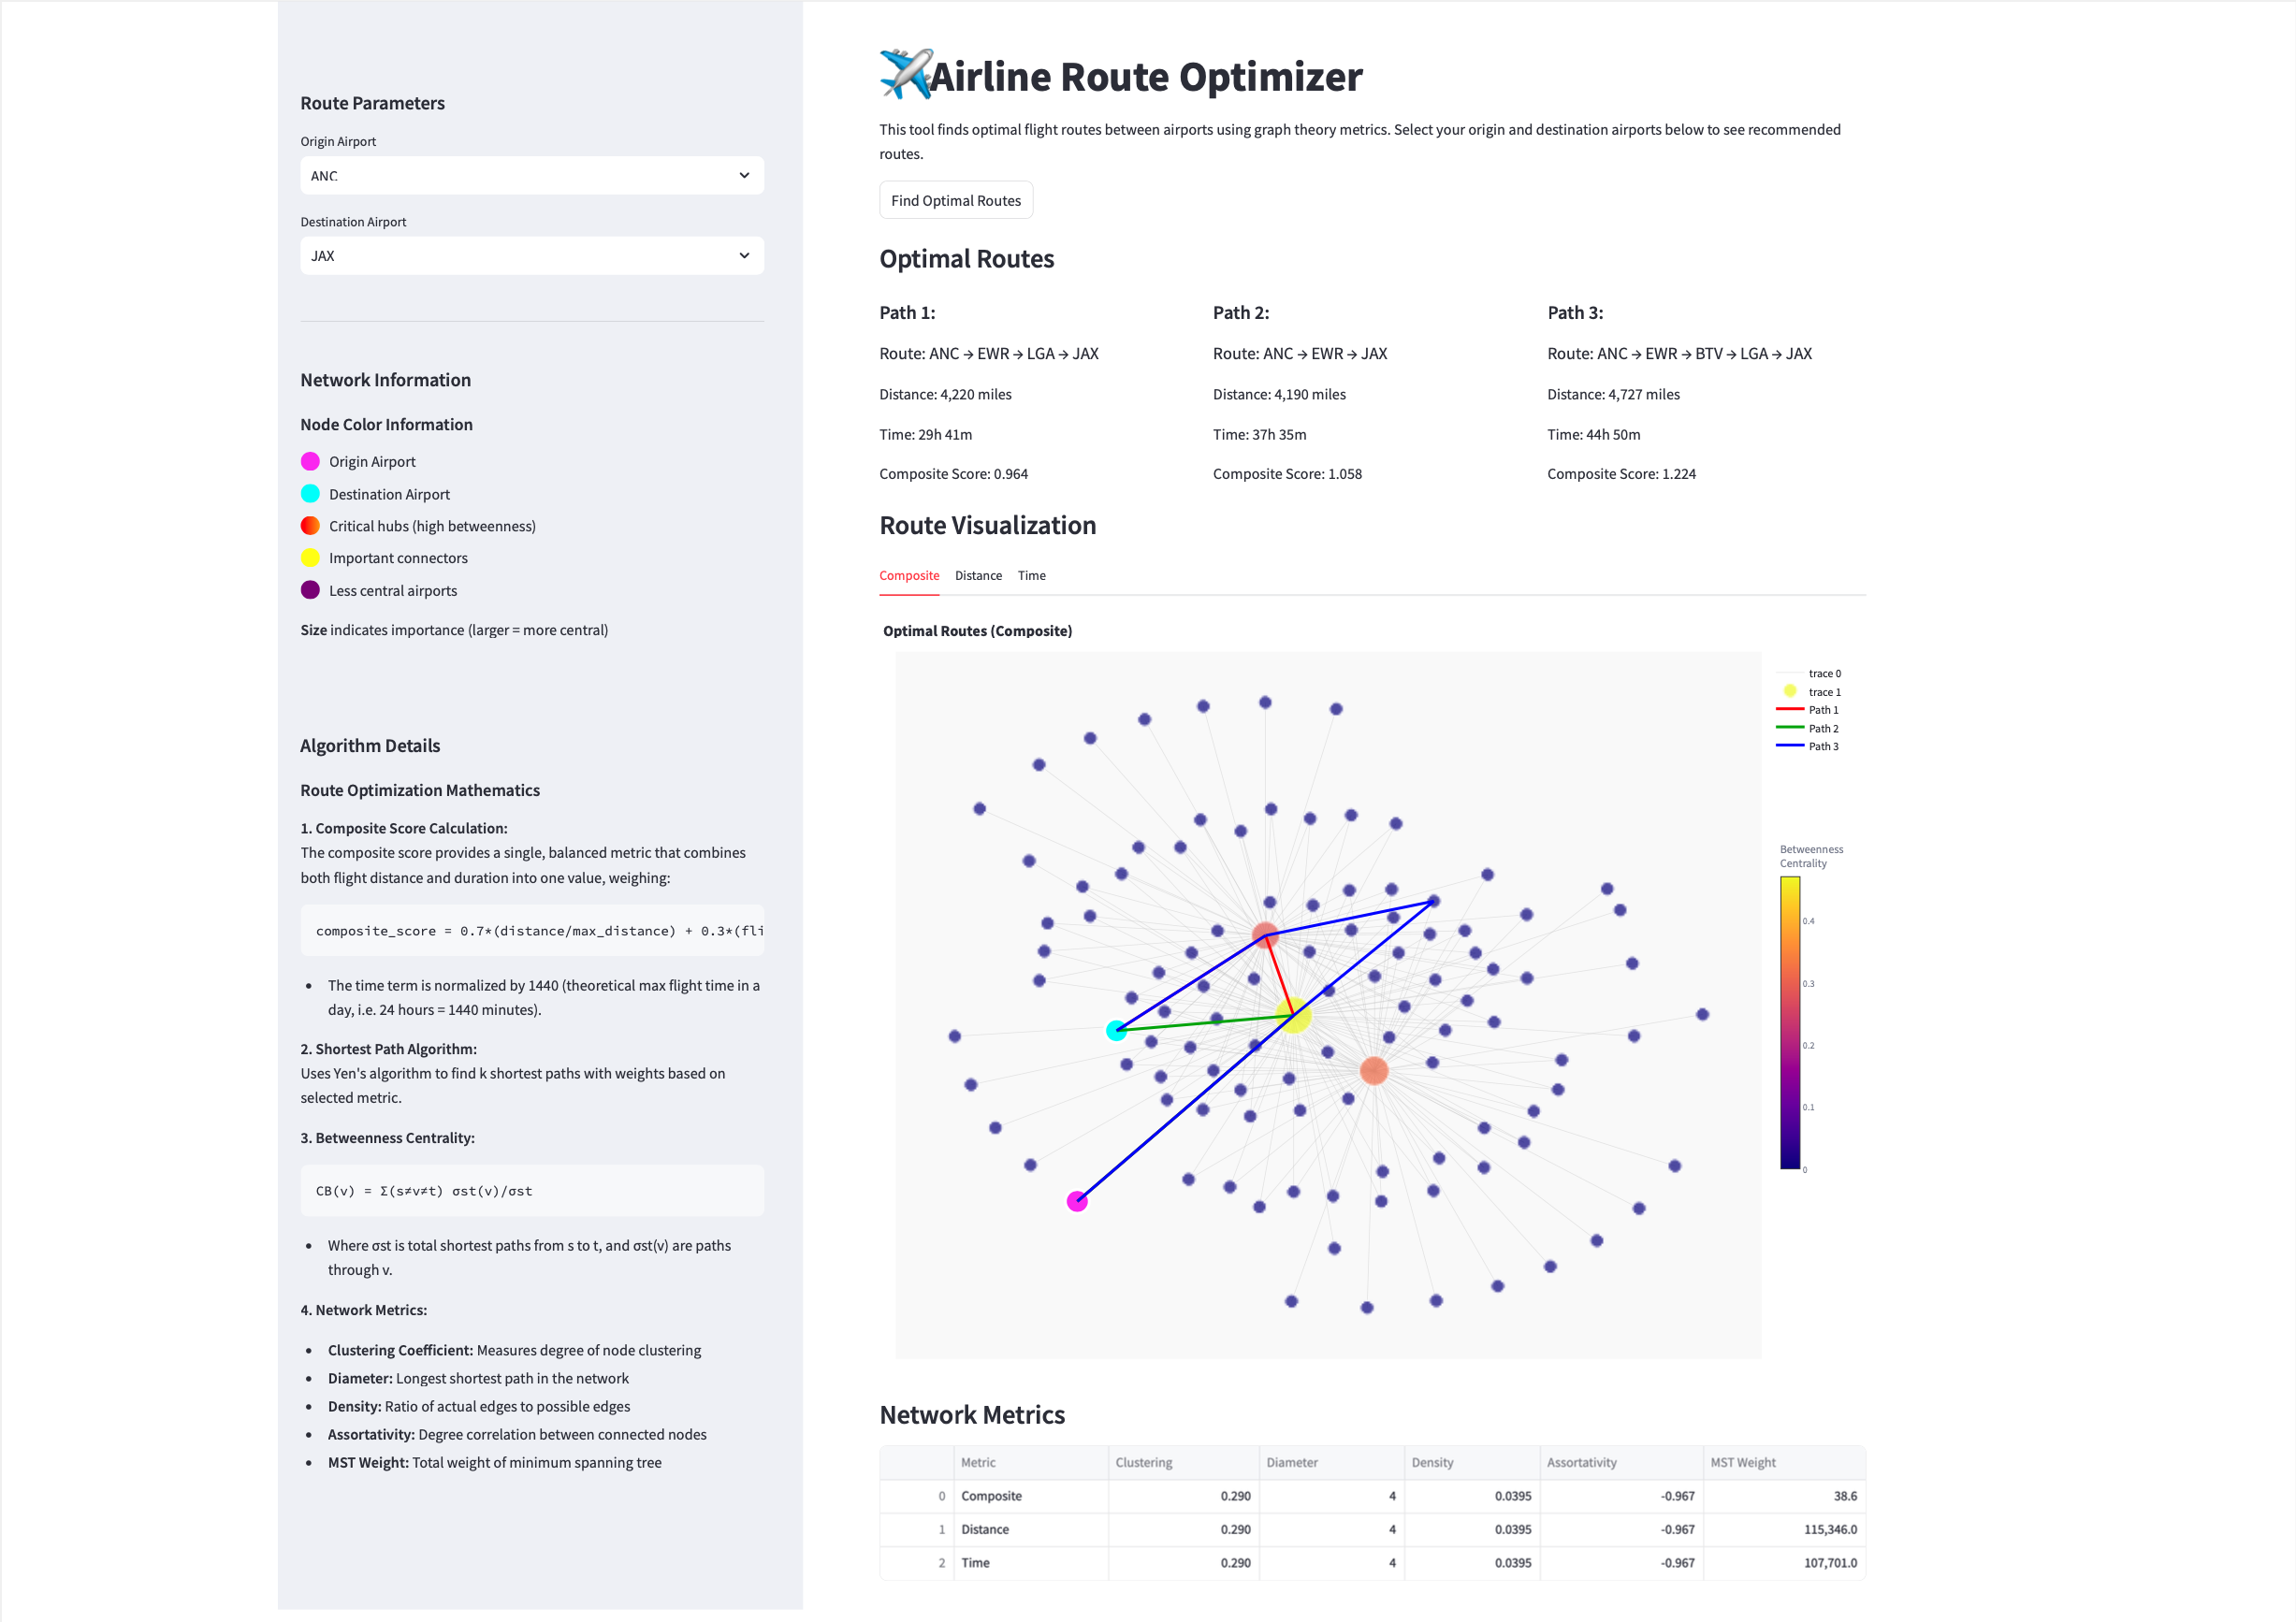 Route Parameters
Origin Airport
ANC
Destination Airport
JAX
Network Information
Node Color Information
Origin Airport
Destination Airport
Critical hubs (high betweenness)
Important connectors
Less central airports
Size indicates importance (larger = more central)
Algorithm Details
Route Optimization Mathematics
1. Composite Score Calculation:
The composite score provides a single, balanced metric that combines
both flight distance and duration into one value, weighing:
composite_score = 0.7*(distance/max_distance) + 0.3*(fli
• The time term is normalized by 1440 (theoretical max flight time in a
day, i.e. 24 hours = 1440 minutes).
2. Shortest Path Algorithm:
Uses Yen's algorithm to find k shortest paths with weights based on
selected metric.
3. Betweenness Centrality:
CB(v) = Σ(s≠v≠t) σst(v)/σst
• Where σst is total shortest paths from s to t, and σst(v) are paths
through v.
4. Network Metrics:
• Clustering Coefficient: Measures degree of node clustering
• Diameter: Longest shortest path in the network
• Density: Ratio of actual edges to possible edges
• Assortativity: Degree correlation between connected nodes
• MST Weight: Total weight of minimum spanning tree
Airline Route Optimizer
This tool finds optimal flight routes between airports using graph theory metrics. Select your origin and destination airports below to see recommended
routes.
Find Optimal Routes
Optimal Routes
Path 1:
Route: ANC → EWR → LGA → JAX
Distance: 4,220 miles
Time: 29h 41m
Composite Score: 0.964
Path 2:
Route: ANC → EWR → JAX
Distance: 4,190 miles
Time: 37h 35m
Composite Score: 1.058
Path 3:
Route: ANC → EWR → BTV → LGA → JAX
Distance: 4,727 miles
Time: 44h 50m
Composite Score: 1.224
Route Visualization
Composite Distance Time
Optimal Routes (Composite)
trace 0
trace 1
Path 1
Path 2
Path 3
Betweenness
Centrality
0.4
0.3
0.2
0.1
0
Network Metrics
Metric Clustering Diameter Density Assortativity MST Weight
0 Composite 0.290 4 0.0395 -0.967 38.6
1 Distance 0.290 4 0.0395 -0.967 115,346.0
2 Time 0.290 4 0.0395 -0.967 107,701.0